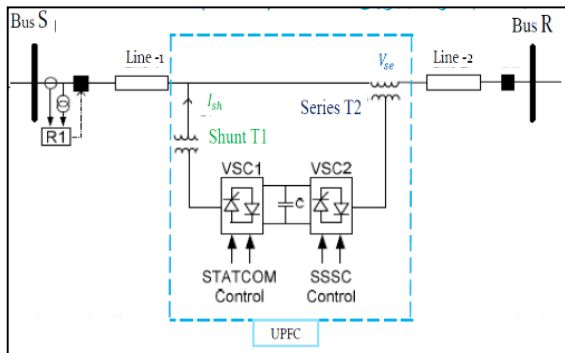 Bus S
Bus R
Line -1
V_se
Line -2
I_sh
Series T2
R1
Shunt T1
VSC1
VSC2
C
STATCOM
Control
SSSC
Control
UPFC